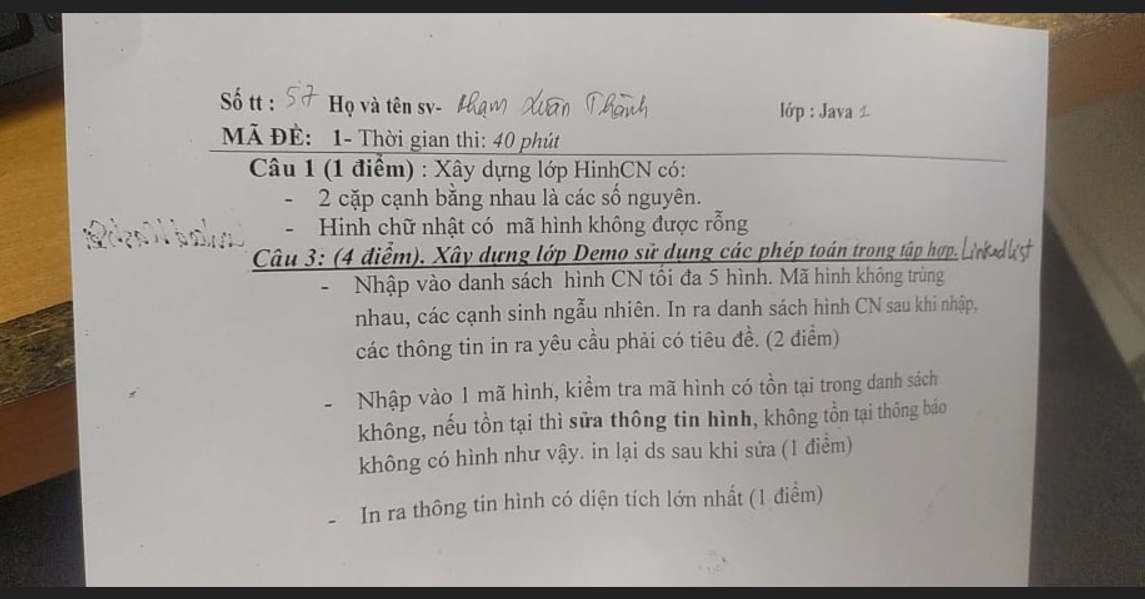 Số tt : 57 Họ và tên sv- Phạm Xuân Thành lớp : Java 1
MÃ ĐỀ: 1- Thời gian thi: 40 phút
Câu 1 (1 điểm) : Xây dựng lớp HinhCN có:
- 2 cặp cạnh bằng nhau là các số nguyên.
- Hinh chữ nhật có mã hình không được rỗng
Câu 3: (4 điểm). Xây dựng lớp Demo sử dụng các phép toán trong tập hợp. Linkedlist
- Nhập vào danh sách hình CN tối đa 5 hình. Mã hình không trùng
nhau, các cạnh sinh ngẫu nhiên. In ra danh sách hình CN sau khi nhập,
các thông tin in ra yêu cầu phải có tiêu đề. (2 điểm)
- Nhập vào 1 mã hình, kiểm tra mã hình có tồn tại trong danh sách
không, nếu tồn tại thì sửa thông tin hình, không tồn tại thông báo
không có hình như vậy. in lại ds sau khi sửa (1 điểm)
- In ra thông tin hình có diện tích lớn nhất (1 điểm)